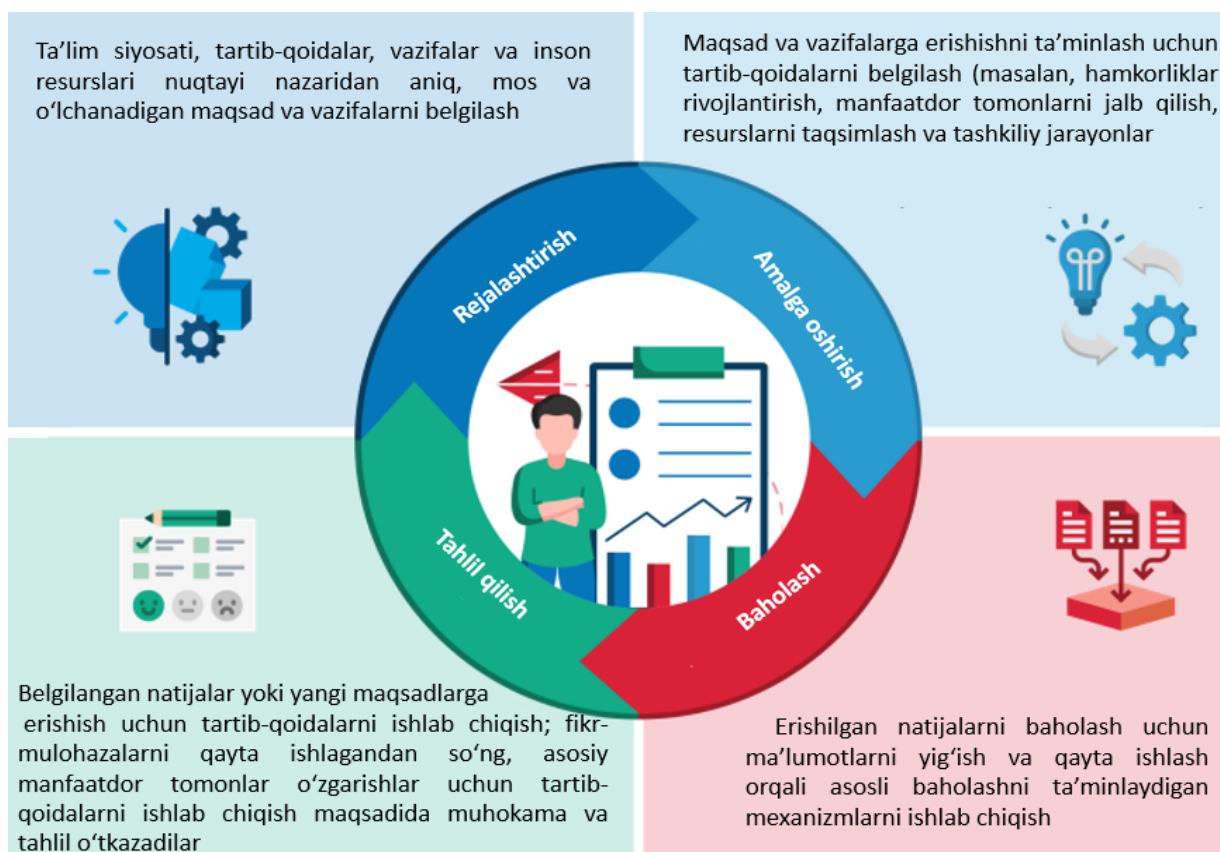 Ta’lim siyosati, tartib-qoidalar, vazifalar va inson
resurslari nuqtayi nazaridan aniq, mos va
o‘lchanadigan maqsad va vazifalarni belgilash
Maqsad va vazifalarga erishishni ta’minlash uchun
tartib-qoidalarni belgilash (masalan, hamkorliklar
rivojlantirish, manfaatdor tomonlarni jalb qilish,
resurslarni taqsimlash va tashkiliy jarayonlar
Rejalashtirish
Amalga oshirish
Tahlil qilish
Baholash
Belgilangan natijalar yoki yangi maqsadlarga
erishish uchun tartib-qoidalarni ishlab chiqish; fikr-
mulohazalarni qayta ishlagandan so‘ng, asosiy
manfaatdor tomonlar o‘zgarishlar uchun tartib-
qoidalarni ishlab chiqish maqsadida muhokama va
tahlil o‘tkazadilar
Erishilgan natijalarni baholash uchun
ma’lumotlarni yig‘ish va qayta ishlash
orqali asosli baholashni ta’minlaydigan
mexanizmlarni ishlab chiqish